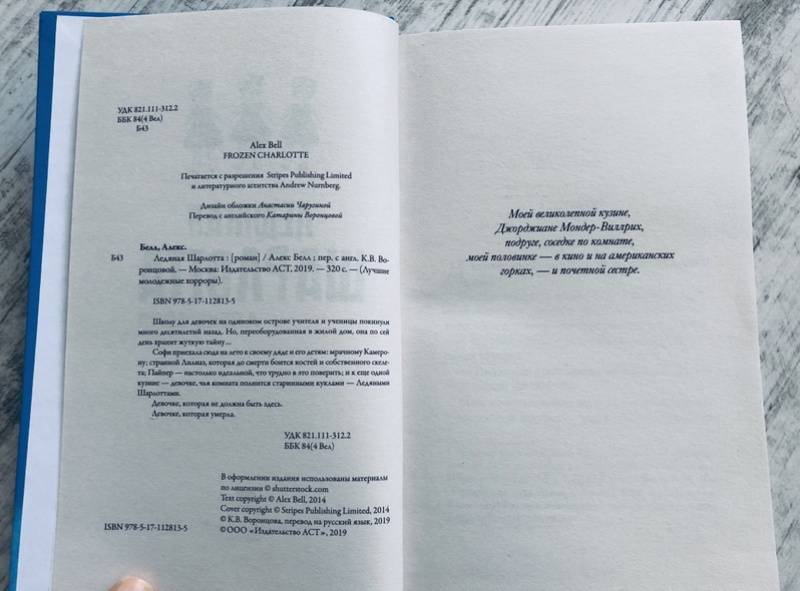 УДК 821.111-312.2
ББК 84(4 Вел)
Б43
Alex Bell
FROZEN CHARLOTTE
Печатается с разрешения Stripes Publishing Limited
и литературного агентства Andrew Nurnberg.
Дизайн обложки Анастасии Чаругиной
Перевод с английского Катарины Воронцовой
Белл, Алекс.
Б43 Ледяная Шарлотта : [роман] / Алекс Белл ; пер. с англ. К.В. Во-
ронцовой. — Москва: Издательство АСТ, 2019. — 320 с. — (Лучшие
молодежные хорроры).
ISBN 978-5-17-112813-5
Школу для девочек на одиноком острове учителя и ученицы покинули
много десятилетий назад. Но, переоборудованная в жилой дом, она по сей
день хранит жуткую тайну...
Софи приехала сюда на лето к своему дяде и его детям: мрачному Камеро-
ну; странной Лилиаз, которая до смерти боится костей и собственного скеле-
та; Пайпер — настолько идеальной, что трудно в это поверить; и к еще одной
кузине — девочке, чья комната полнится старинными куклами — Ледяными
Шарлоттами.
Девочке, которая не должна быть здесь.
Девочке, которая умерла.
УДК 821.111-312.2
ББК 84(4 Вел)
В оформлении издания использованы материалы
по лицензии © shutterstock.com
Text copyright © Alex Bell, 2014
Cover copyright © Stripes Publishing Limited, 2014
© К.В. Воронцова, перевод на русский язык, 2019
ISBN 978-5-17-112813-5 © ООО «Издательство АСТ», 2019
Моей великолепной кузине,
Джорджиане Мондер-Виллрих,
подруге, соседке по комнате,
моей половинке — в кино и на американских
горках, — и почетной сестре.